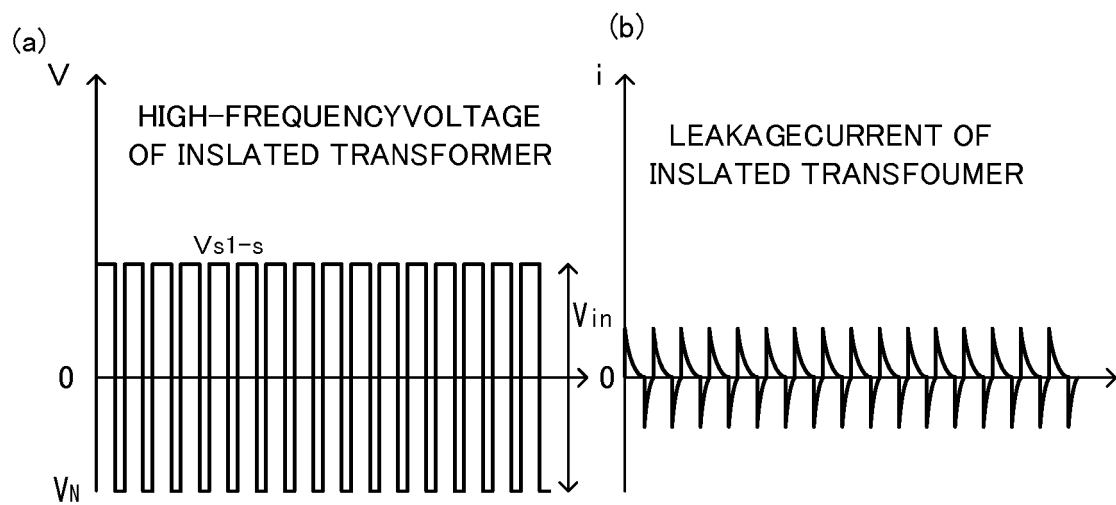 (a)
V
HIGH-FREQUENCYVOLTAGE
OF INSLATED TRANSFORMER
Vs1-s
Vin
0
VN
(b)
i
LEAKAGECURRENT OF
INSLATED TRANSFOUMER
0